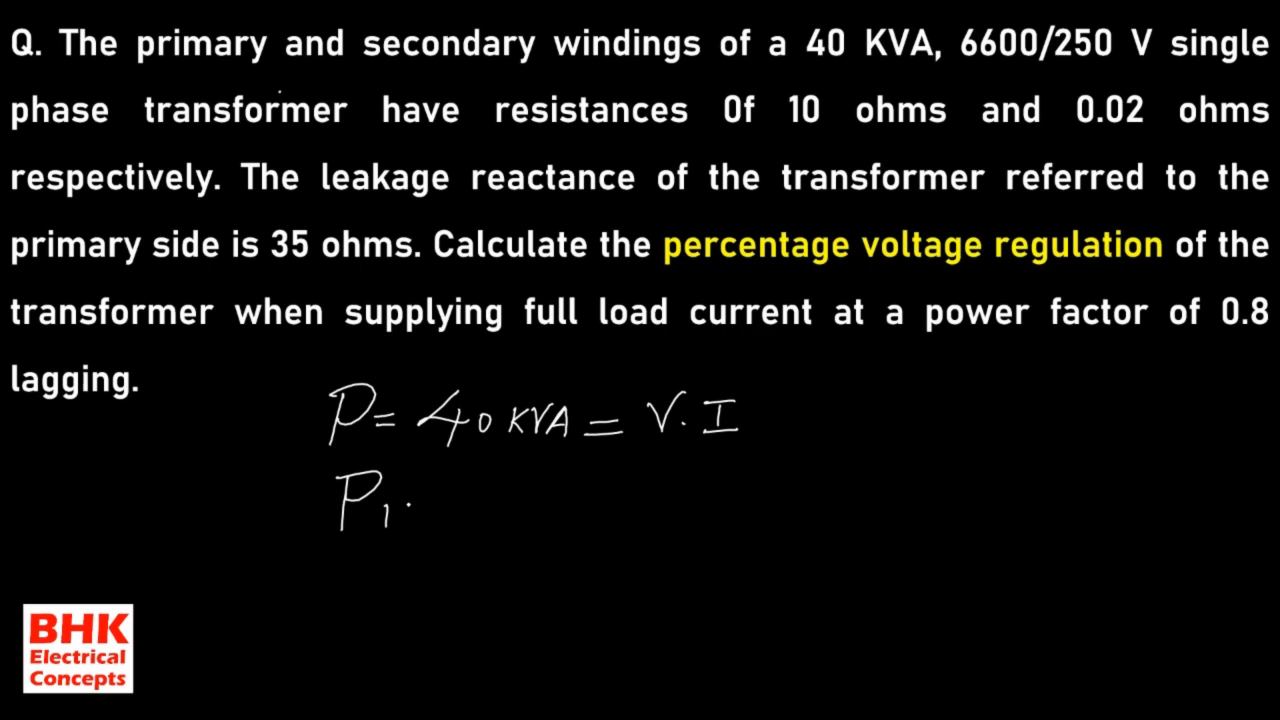 Q. The primary and secondary windings of a 40 KVA, 6600/250 V single
phase transformer have resistances 0f 10 ohms and 0.02 ohms
respectively. The leakage reactance of the transformer referred to the
primary side is 35 ohms. Calculate the percentage voltage regulation of the
transformer when supplying full load current at a power factor of 0.8
lagging.
P = 40 KVA = V. I
P1.
BHK
Electrical
Concepts